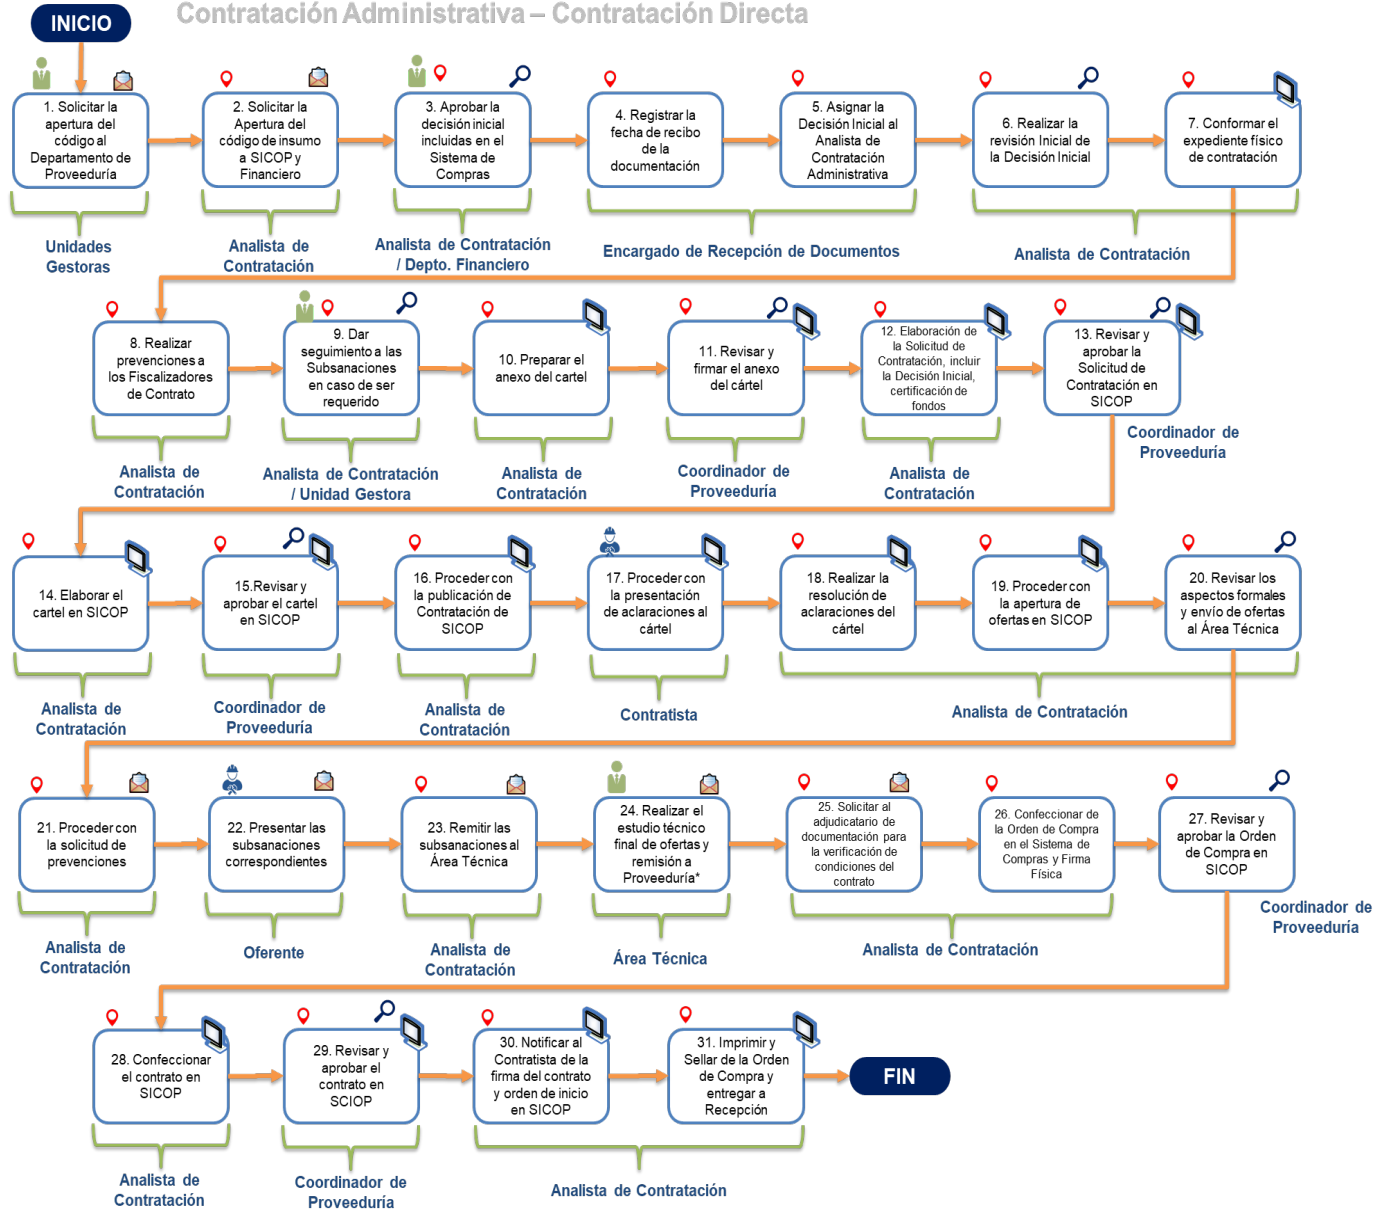 Contratación Administrativa – Contratación Directa
INICIO
1. Solicitar la
apertura del
código al
Departamento de
Proveeduría
2. Solicitar la
Apertura del
código de insumo
a SICOP y
Financiero
3. Aprobar la
decisión inicial
incluidas en el
Sistema de
Compras
4. Registrar la
fecha de recibo
de la
documentación
5. Asignar la
Decisión Inicial al
Analista de
Contratación
Administrativa
6. Realizar la
revisión Inicial de
la Decisión Inicial
7. Conformar el
expediente físico
de contratación
Unidades
Gestoras
Analista de
Contratación
Analista de Contratación
/ Depto. Financiero
Encargado de Recepción de Documentos
Analista de Contratación
8. Realizar
prevenciones a
los Fiscalizadores
de Contrato
9. Dar
seguimiento a las
Subsanaciones
en caso de ser
requerido
10. Preparar el
anexo del cartel
11. Revisar y
firmar el anexo del
cártel
12. Elaboración de
la Solicitud de
Contratación, incluir
la Decisión Inicial,
certificación de
fondos
13. Revisar y
aprobar la
Solicitud de
Contratación en
SICOP
Analista de
Contratación
Analista de Contratación
/ Unidad Gestora
Analista de
Contratación
Coordinador de
Proveeduría
Analista de
Contratación
Coordinador de
Proveeduría
14. Elaborar el
cartel en SICOP
15.Revisar y
aprobar el cartel
en SICOP
16. Proceder con
la publicación de
Contratación de
SICOP
17. Proceder con
la presentación
de aclaraciones al
cártel
18. Realizar la
resolución de
aclaraciones del
cártel
19. Proceder con
la apertura de
ofertas en SICOP
20. Revisar los
aspectos formales
y envío de ofertas
al Área Técnica
Analista de
Contratación
Coordinador de
Proveeduría
Analista de
Contratación
Contratista
Analista de Contratación
21. Proceder con
la solicitud de
prevenciones
22. Presentar las
subsanaciones
correspondientes
23. Remitir las
subsanaciones al
Área Técnica
24. Realizar el
estudio técnico
final de ofertas y
remisión a
Proveeduría*
25. Solicitar al
adjudicatario de
documentación para
la verificación de
condiciones del
contrato
26. Confeccionar de
la Orden de Compra
en el Sistema de
Compras y Firma
Física
27. Revisar y
aprobar la Orden
de Compra en
SICOP
Analista de
Contratación
Oferente
Analista de
Contratación
Área Técnica
Analista de Contratación
Coordinador de
Proveeduría
28. Confeccionar
el contrato en
SICOP
29. Revisar y
aprobar el
contrato en
SCIOP
30. Notificar al
Contratista de la
firma del contrato
y orden de inicio
en SICOP
31. Imprimir y
Sellar de la Orden
de Compra y
entregar a
Recepción
FIN
Analista de
Contratación
Coordinador de
Proveeduría
Analista de Contratación